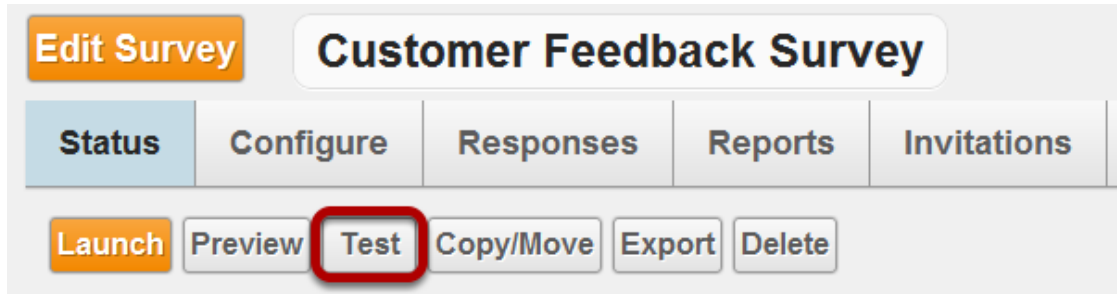 Edit Survey Customer Feedback Survey
Status Configure Responses Reports Invitations
Launch Preview Test Copy/Move Export Delete